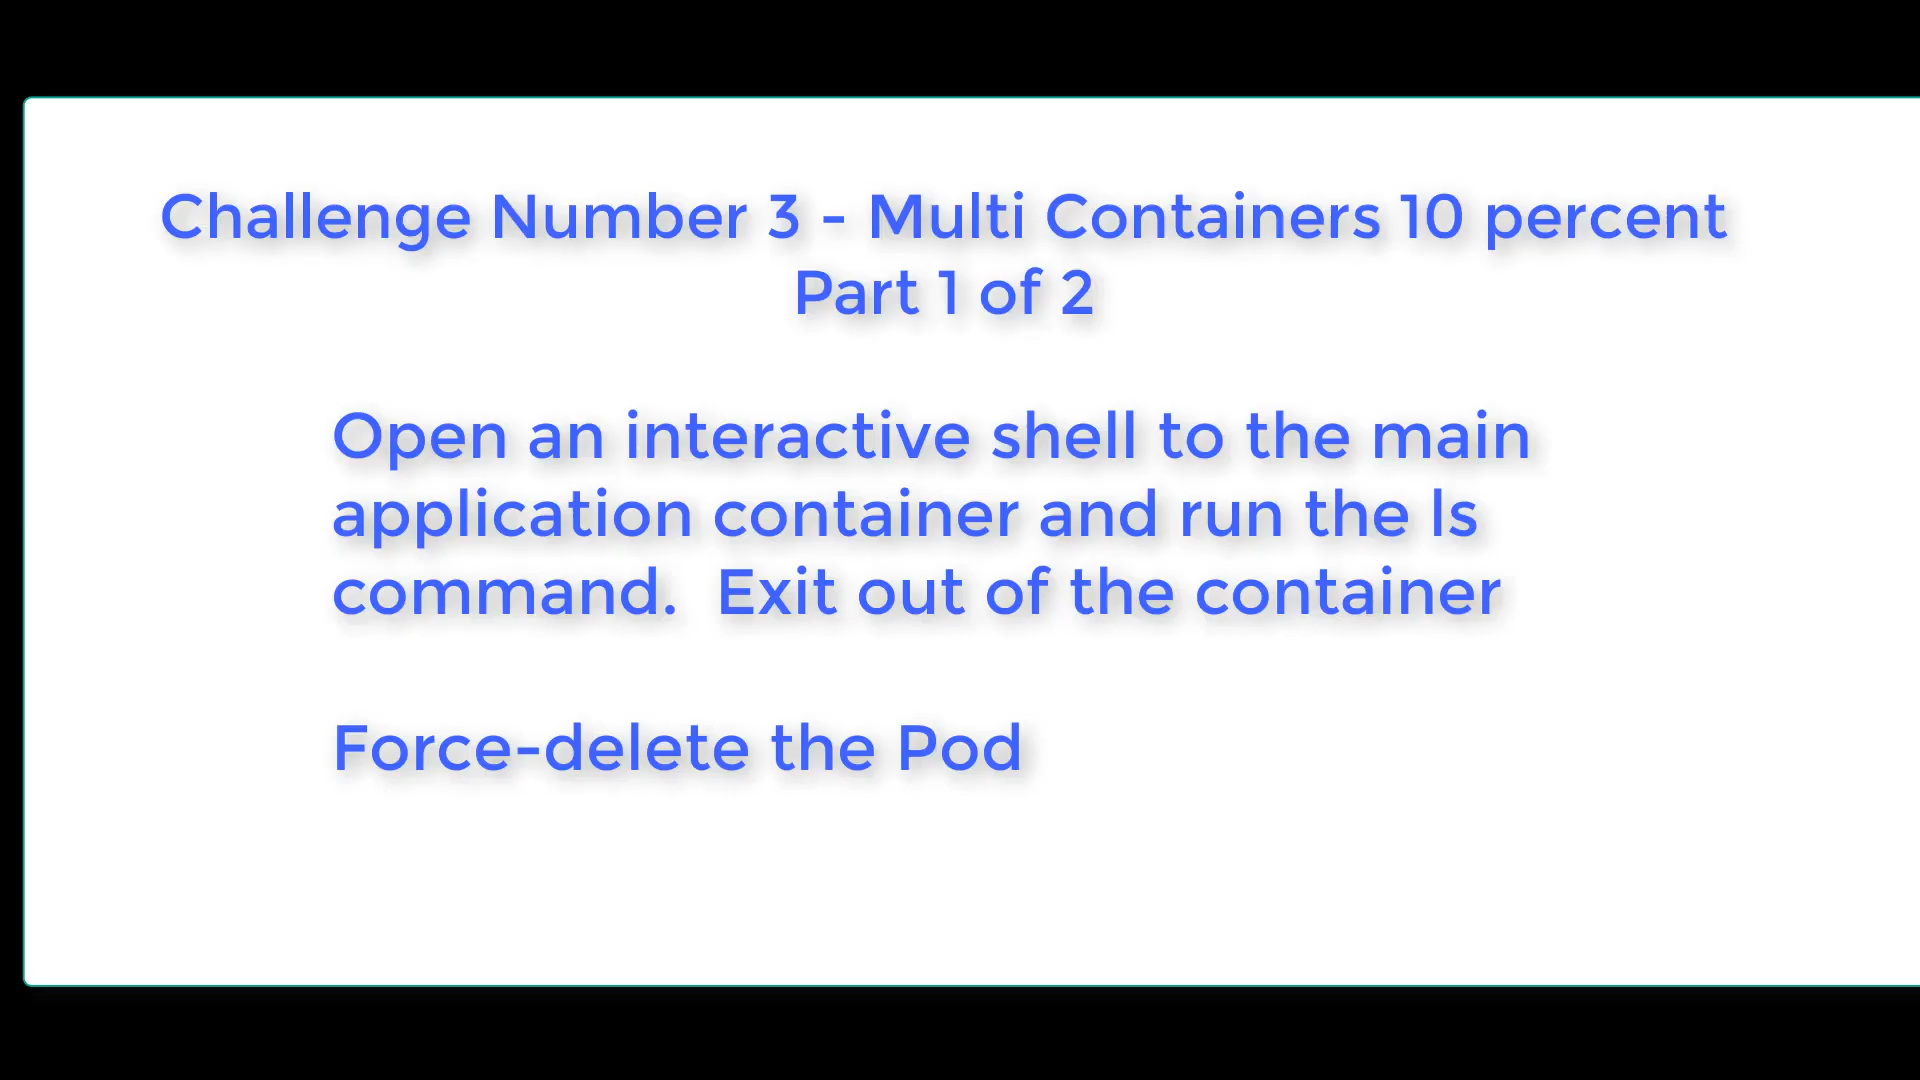 Challenge Number 3 - Multi Containers 10 percent
Part 1 of 2
Open an interactive shell to the main
application container and run the ls
command.  Exit out of the container
Force-delete the Pod